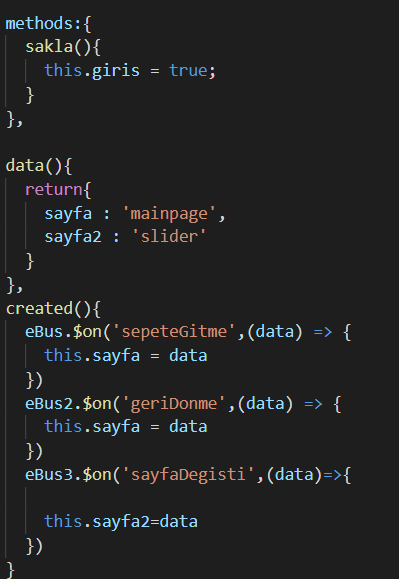 methods:{
sakla(){
this.giris = true;
}
},
data(){
return{
sayfa : 'mainpage',
sayfa2 : 'slider'
}
},
created(){
eBus.$on('sepeteGitme',(data) => {
this.sayfa = data
})
eBus2.$on('geriDonme',(data) => {
this.sayfa = data
})
eBus3.$on('sayfaDegisti',(data)=>{
this.sayfa2=data
})
}